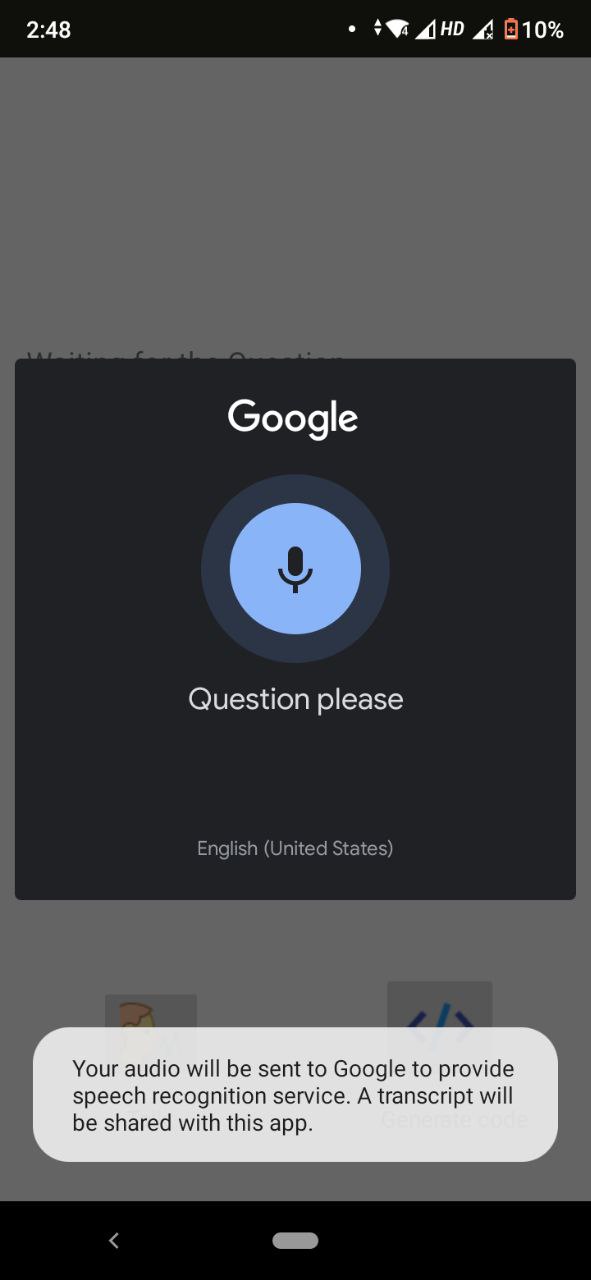 2:48
4
HD
10%
Waiting for the Question
Google
Question please
English (United States)
Your audio will be sent to Google to provide
speech recognition service. A transcript will
be shared with this app.
Generate code